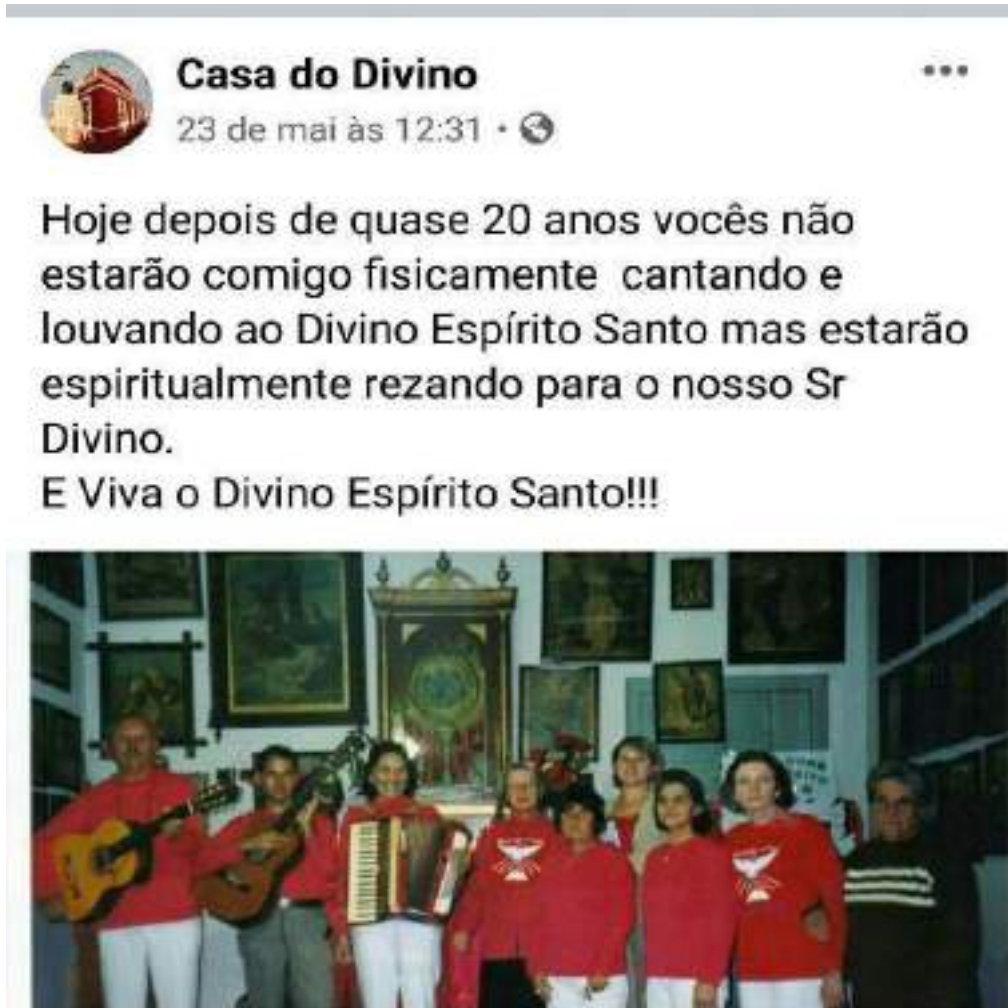 Casa do Divino
23 de mai às 12:31
Hoje depois de quase 20 anos vocês não
estarão comigo fisicamente cantando e
louvando ao Divino Espírito Santo mas estarão
espiritualmente rezando para o nosso Sr
Divino.
E Viva o Divino Espírito Santo!!!